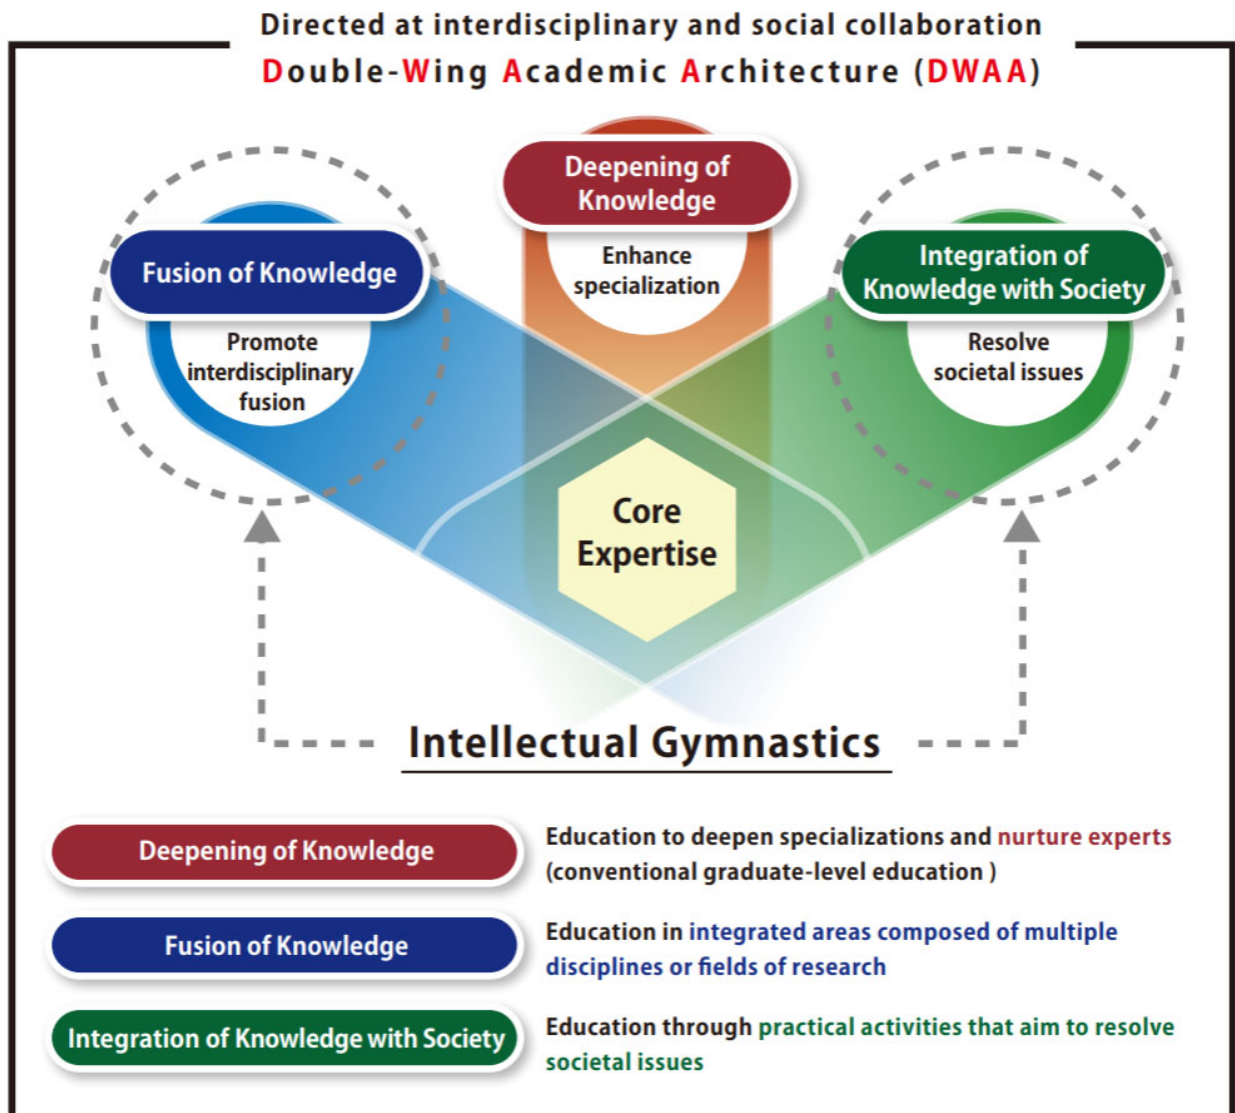 Directed at interdisciplinary and social collaboration
Double-Wing Academic Architecture (DWAA)
Deepening of
Knowledge
Enhance
specialization
Fusion of Knowledge
Promote
interdisciplinary
fusion
Integration of
Knowledge with Society
Resolve
societal issues
Core
Expertise
Intellectual Gymnastics
Deepening of Knowledge
Education to deepen specializations and nurture experts
(conventional graduate-level education )
Fusion of Knowledge
Education in integrated areas composed of multiple
disciplines or fields of research
Integration of Knowledge with Society
Education through practical activities that aim to resolve
societal issues